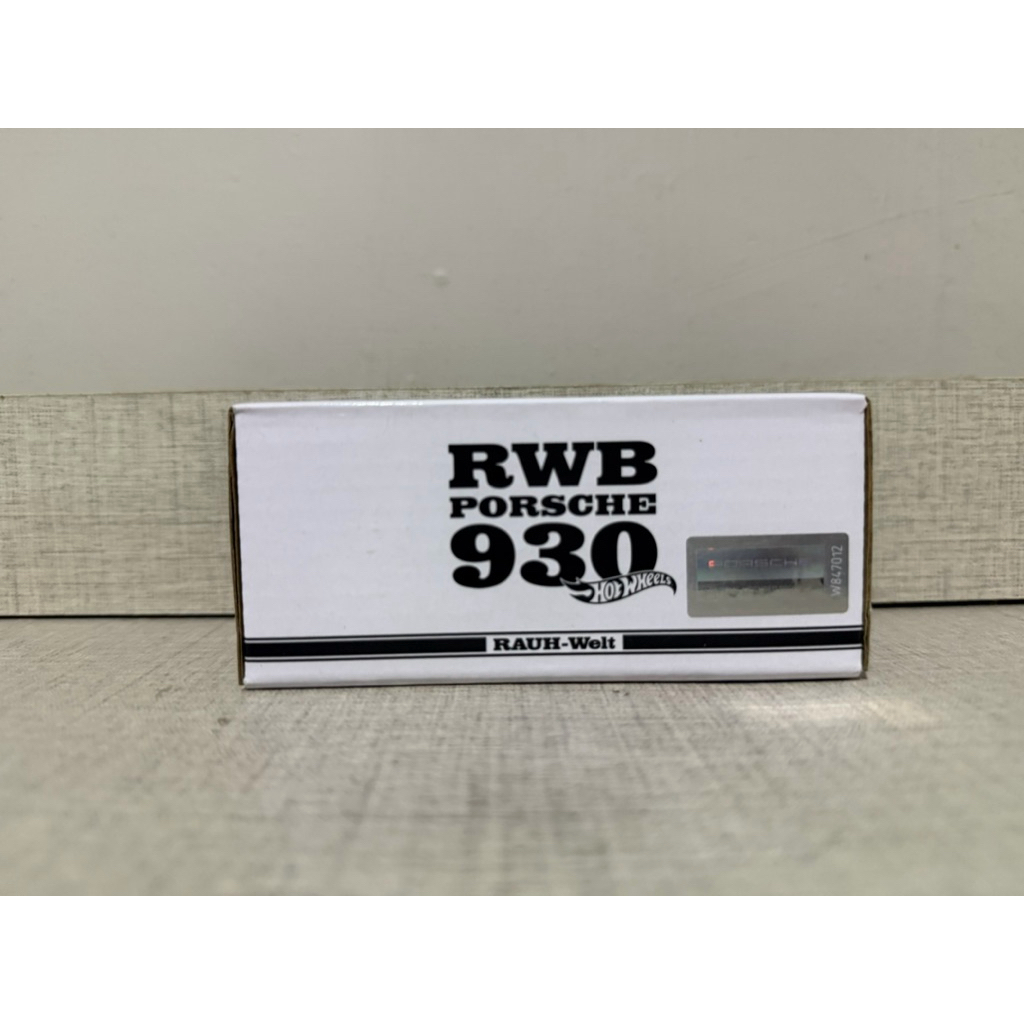 RWB
PORSCHE
930
HOT WHEELS
PORSCHE
W847012
RAUH-Welt